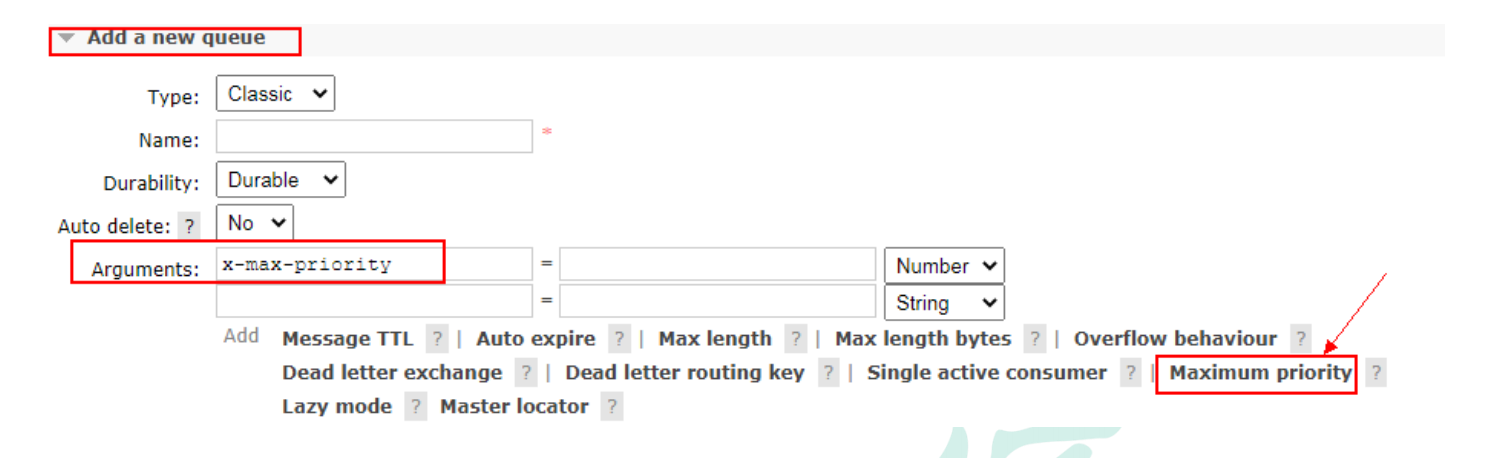 Add a new queue
Type: Classic
Name: *
Durability: Durable
Auto delete: ? No
Arguments: x-max-priority = Number
= String
Add Message TTL ? | Auto expire ? | Max length ? | Max length bytes ? | Overflow behaviour ?
Dead letter exchange ? | Dead letter routing key ? | Single active consumer ? | Maximum priority ?
Lazy mode ? Master locator ?